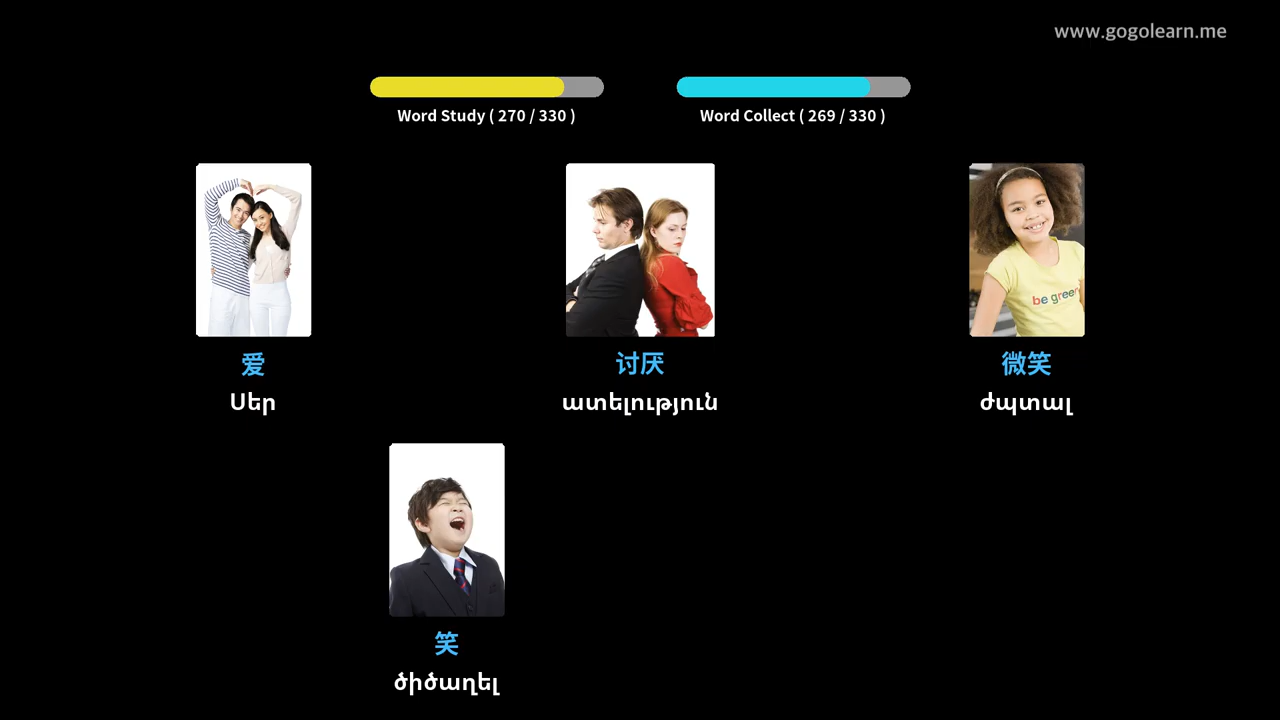 www.gogolearn.me
Word Study ( 270 / 330 )
Word Collect ( 269 / 330 )
be green
爱
讨厌
微笑
Սեր
ատելություն
ժպտալ
笑
ծիծաղել